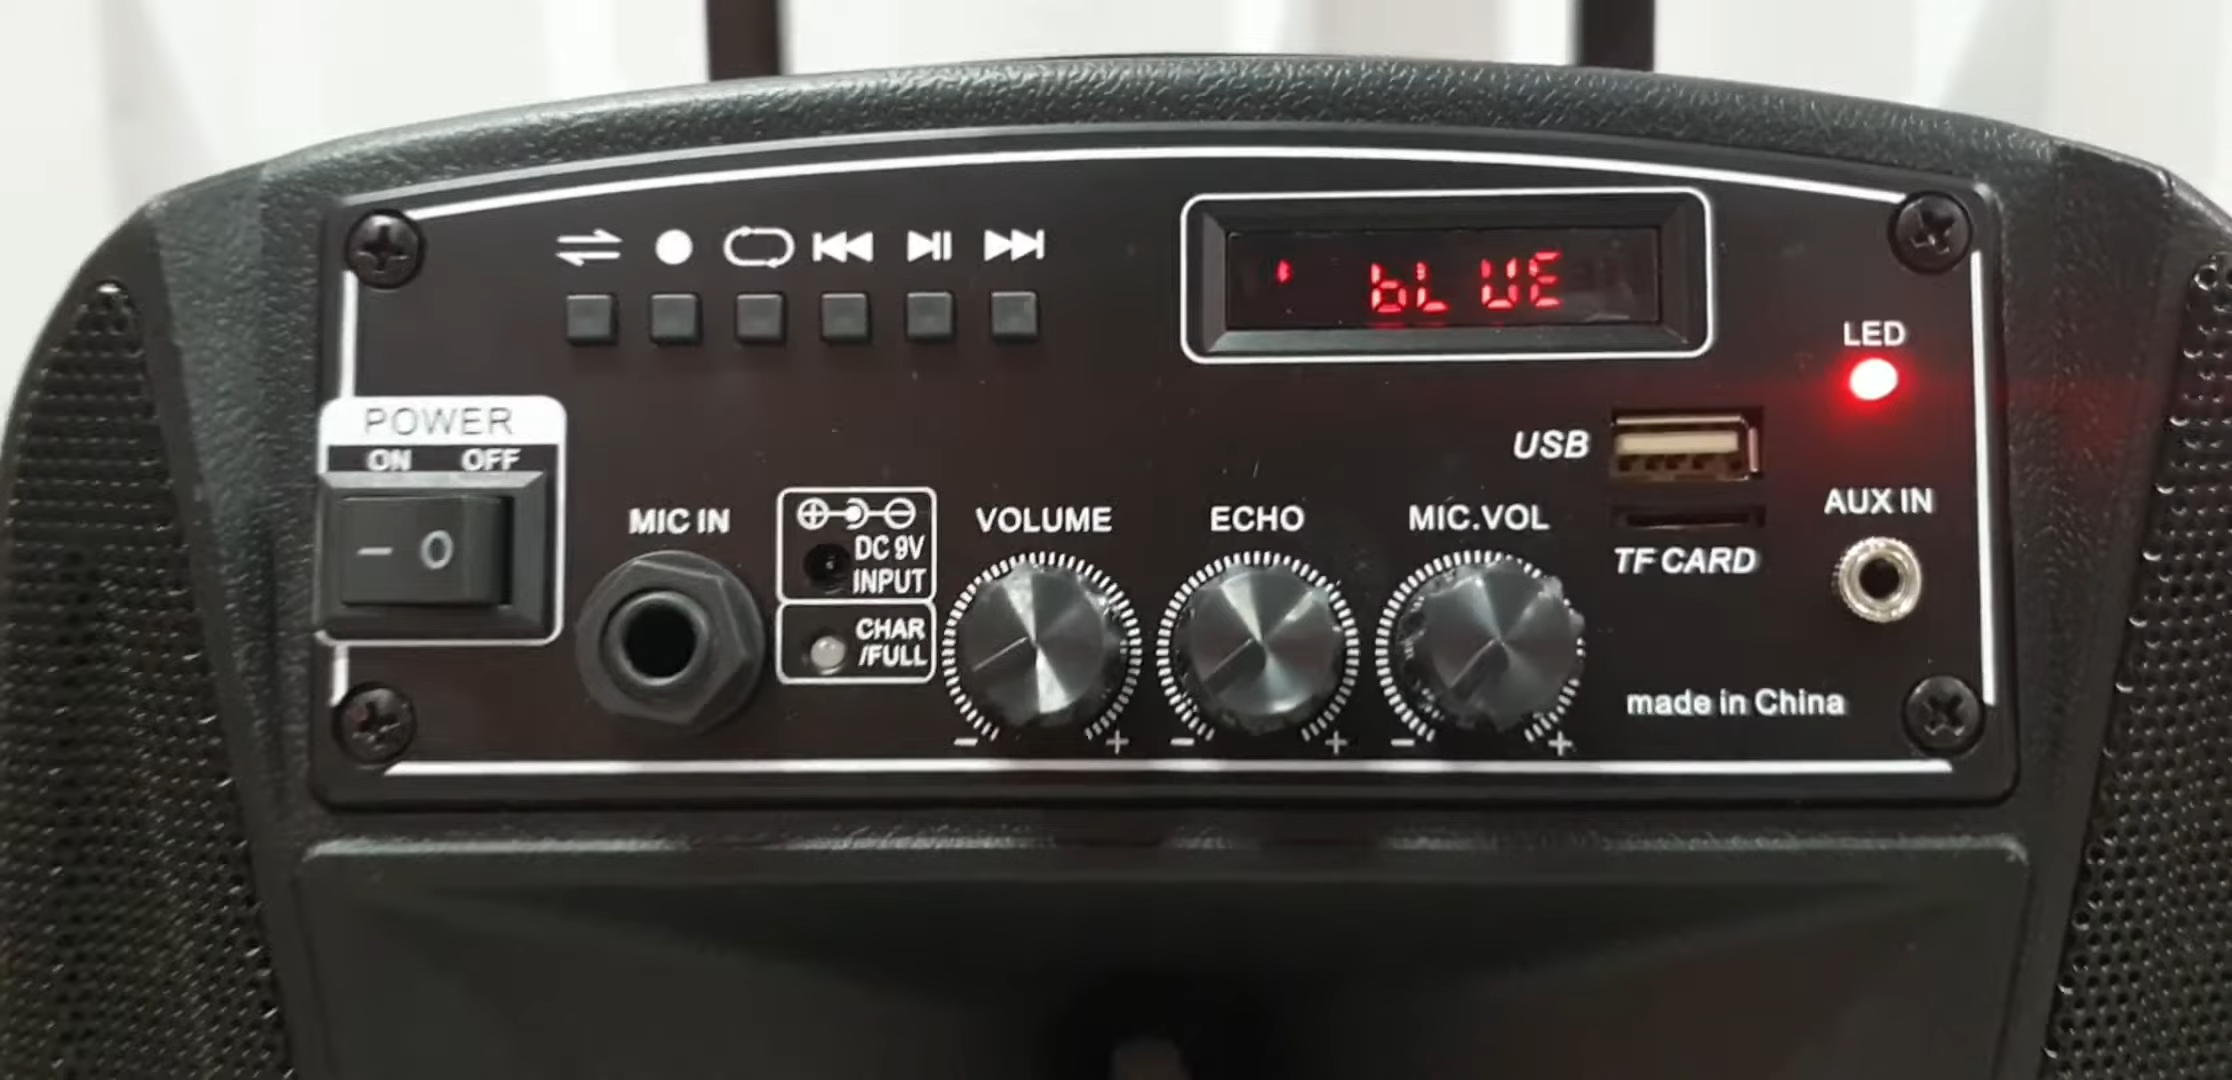 bLUE
LED
POWER
ON OFF
USB
AUX IN
MIC IN
DC 9V
INPUT
VOLUME
ECHO
MIC.VOL
TF CARD
– O
CHAR
/FULL
made in China
– + – + – +